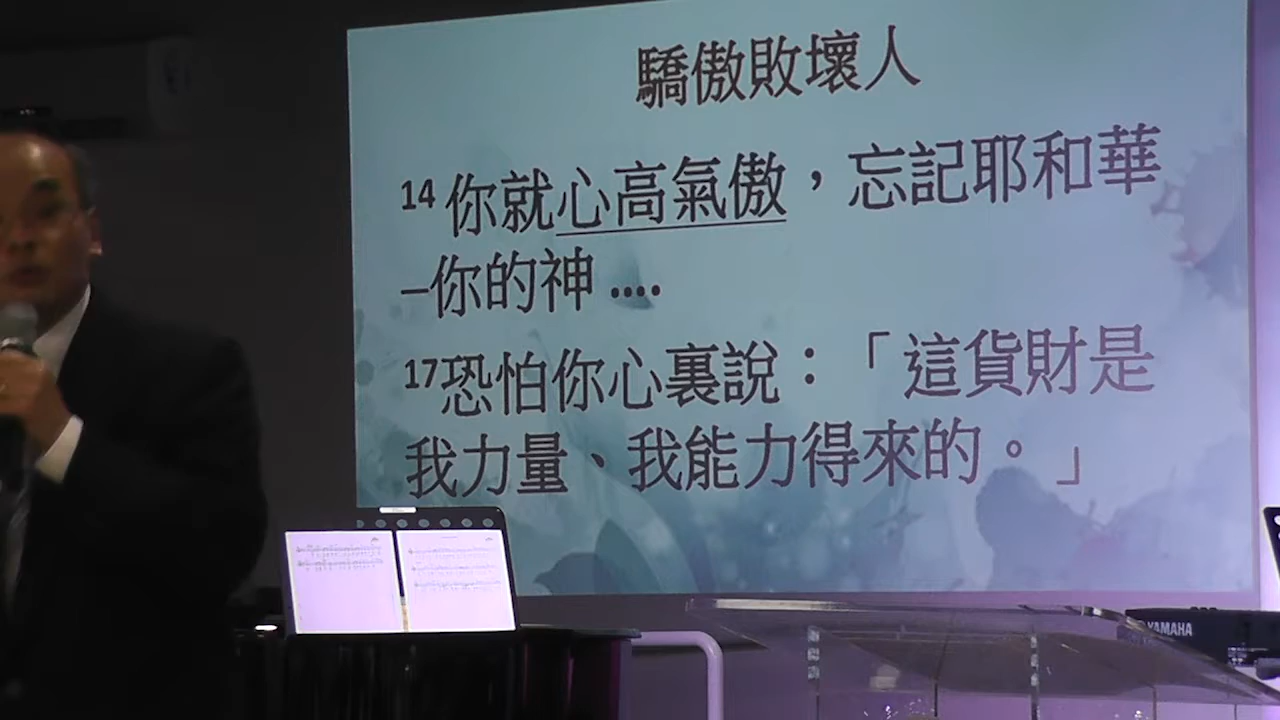 驕傲敗壞人
14 你就心高氣傲，忘記耶和華
–你的神 ....
17恐怕你心裏說：「這貨財是
我力量、我能力得來的。」
YAMAHA